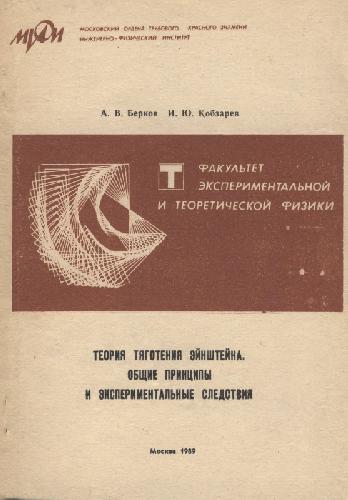 МИФИ
МОСКОВСКИЙ ОРДЕНА ТРУДОВОГО КРАСНОГО ЗНАМЕНИ
ИНЖЕНЕРНО-ФИЗИЧЕСКИЙ ИНСТИТУТ
А. В. Берков И. Ю. Кобзарев
Т
ФАКУЛЬТЕТ
ЭКСПЕРИМЕНТАЛЬНОЙ
И ТЕОРЕТИЧЕСКОЙ ФИЗИКИ
ТЕОРИЯ ТЯГОТЕНИЯ ЭЙНШТЕЙНА.
ОБЩИЕ ПРИНЦИПЫ
И ЭКСПЕРИМЕНТАЛЬНЫЕ СЛЕДСТВИЯ
Москва 1989